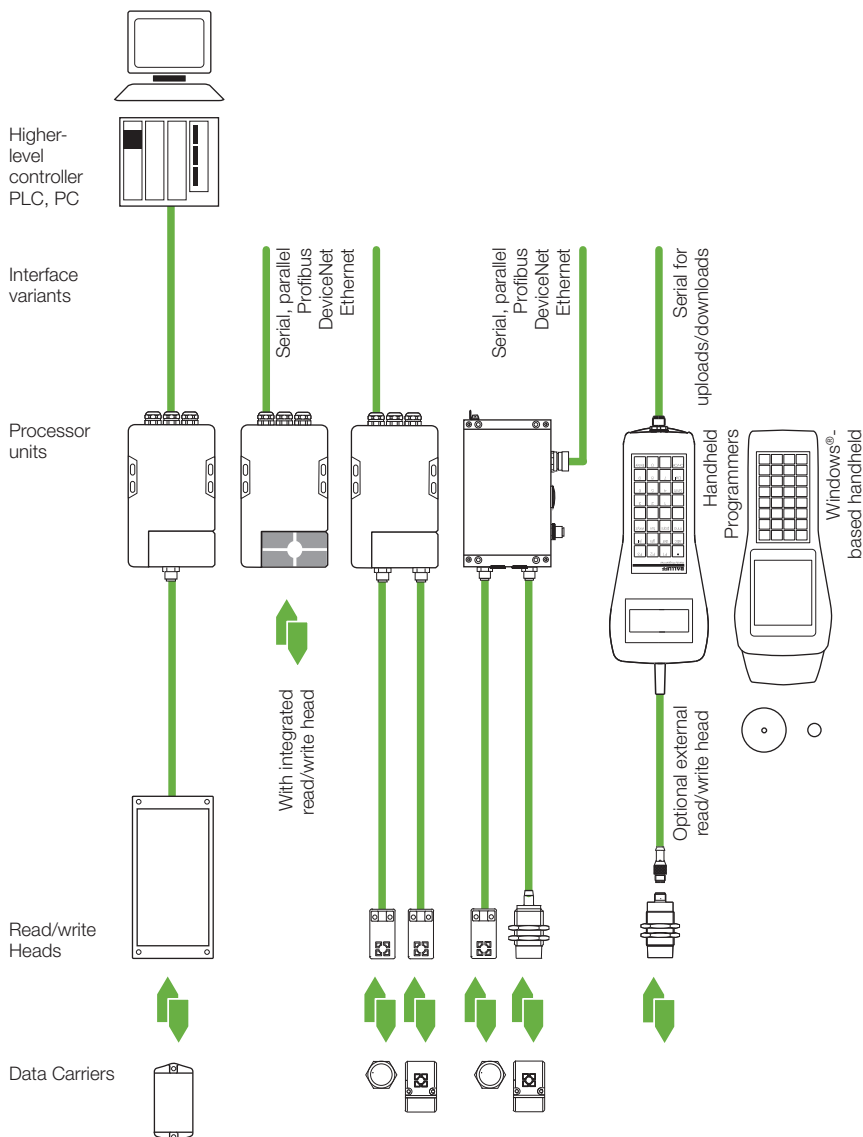 Higher-
level
controller
PLC, PC
Interface
variants
Serial, parallel
Profibus
DeviceNet
Ethernet
Serial, parallel
Profibus
DeviceNet
Ethernet
Serial for
uploads/downloads
Processor
units
Handheld
Programmers
Windows®-
based handheld
BALLUFF
With integrated
read/write head
Optional external
read/write head
Read/write
Heads
Data Carriers